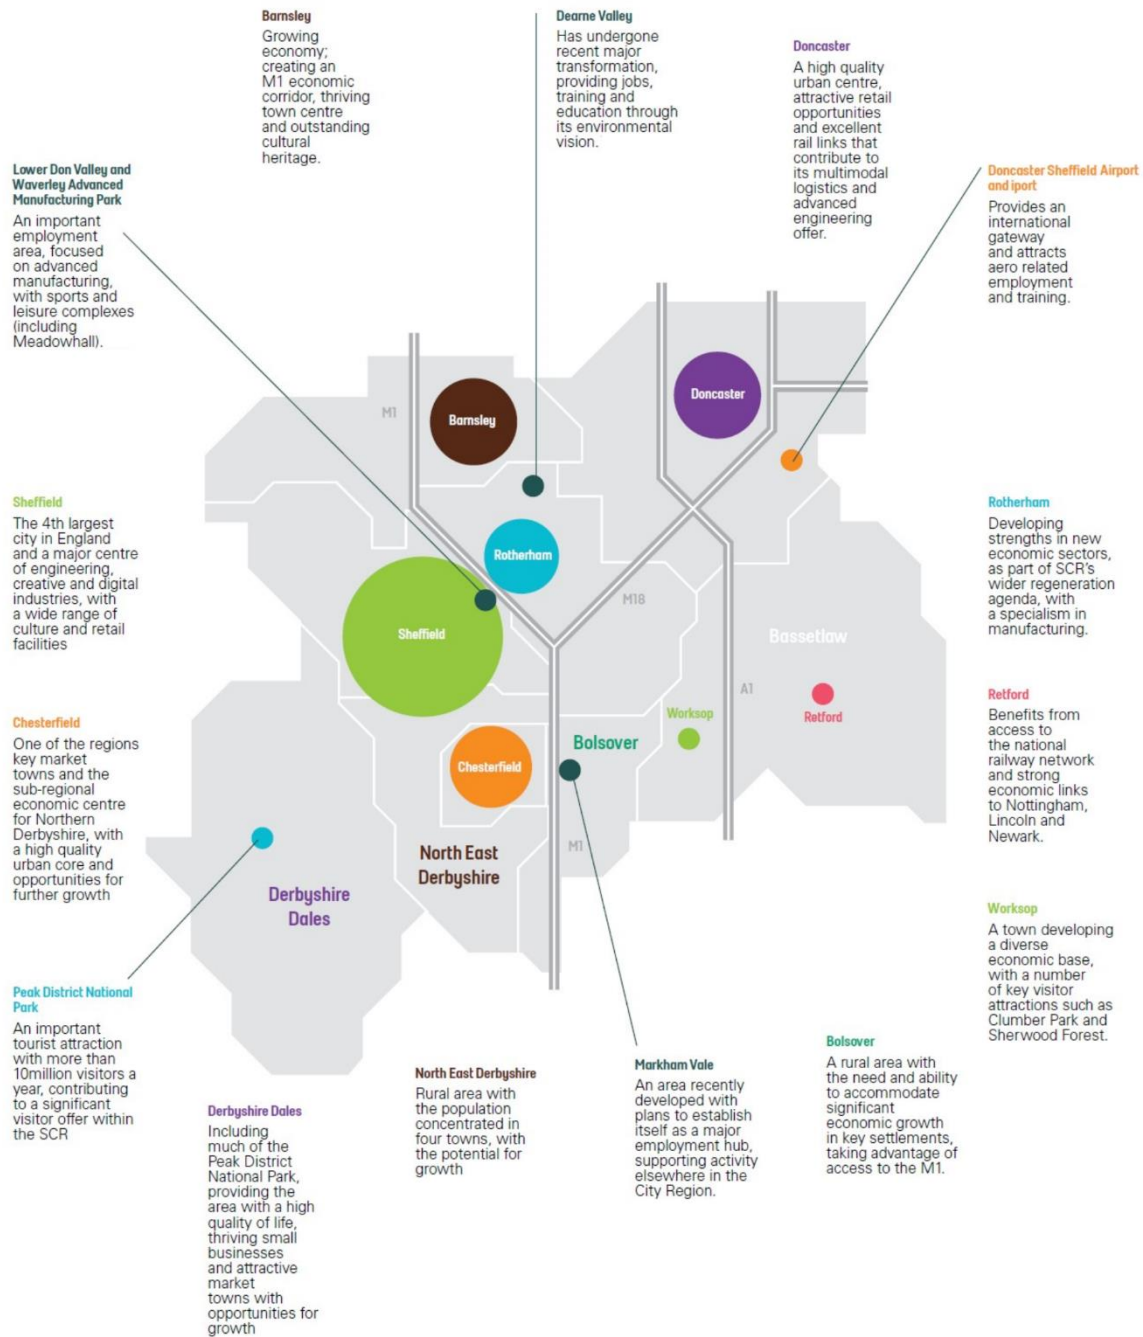 Barnsley
Growing
economy;
creating an
M1 economic
corridor, thriving
town centre
and outstanding
cultural
heritage.
Dearne Valley
Has undergone
recent major
transformation,
providing jobs,
training and
education through
its environmental
vision.
Doncaster
A high quality
urban centre,
attractive retail
opportunities
and excellent
rail links that
contribute to
its multimodal
logistics and
advanced
engineering
offer.
Lower Don Valley and
Waverley Advanced
Manufacturing Park
An important
employment
area, focused
on advanced
manufacturing,
with sports and
leisure complexes
(including
Meadowhall).
Doncaster Sheffield Airport
and iport
Provides an
international
gateway
and attracts
aero related
employment
and training.
M1
Barnsley
Doncaster
Rotherham
Sheffield
M18
Bassetlaw
A1
Worksop
Retford
Bolsover
Chesterfield
M1
North East
Derbyshire
Derbyshire
Dales
Sheffield
The 4th largest
city in England
and a major centre
of engineering,
creative and digital
industries, with
a wide range of
culture and retail
facilities
Rotherham
Developing
strengths in new
economic sectors,
as part of SCR's
wider regeneration
agenda, with
a specialism in
manufacturing.
Chesterfield
One of the regions
key market
towns and the
sub-regional
economic centre
for Northern
Derbyshire, with
a high quality
urban core and
opportunities for
further growth
Retford
Benefits from
access to
the national
railway network
and strong
economic links
to Nottingham,
Lincoln and
Newark.
Worksop
A town developing
a diverse
economic base,
with a number
of key visitor
attractions such as
Clumber Park and
Sherwood Forest.
Peak District National
Park
An important
tourist attraction
with more than
10million visitors a
year, contributing
to a significant
visitor offer within
the SCR
Derbyshire Dales
Including
much of the
Peak District
National Park,
providing the
area with a high
quality of life,
thriving small
businesses
and attractive
market
towns with
opportunities for
growth
North East Derbyshire
Rural area with
the population
concentrated in
four towns, with
the potential for
growth
Markham Vale
An area recently
developed with
plans to establish
itself as a major
employment hub,
supporting activity
elsewhere in the
City Region.
Bolsover
A rural area with
the need and ability
to accommodate
significant
economic growth
in key settlements,
taking advantage of
access to the M1.